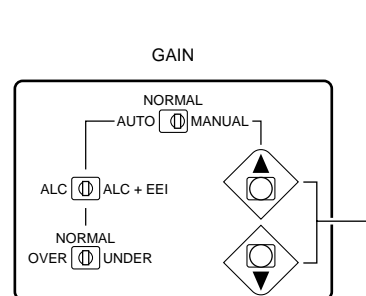 GAIN
NORMAL
AUTO MANUAL
ALC ALC + EEI
NORMAL
OVER UNDER